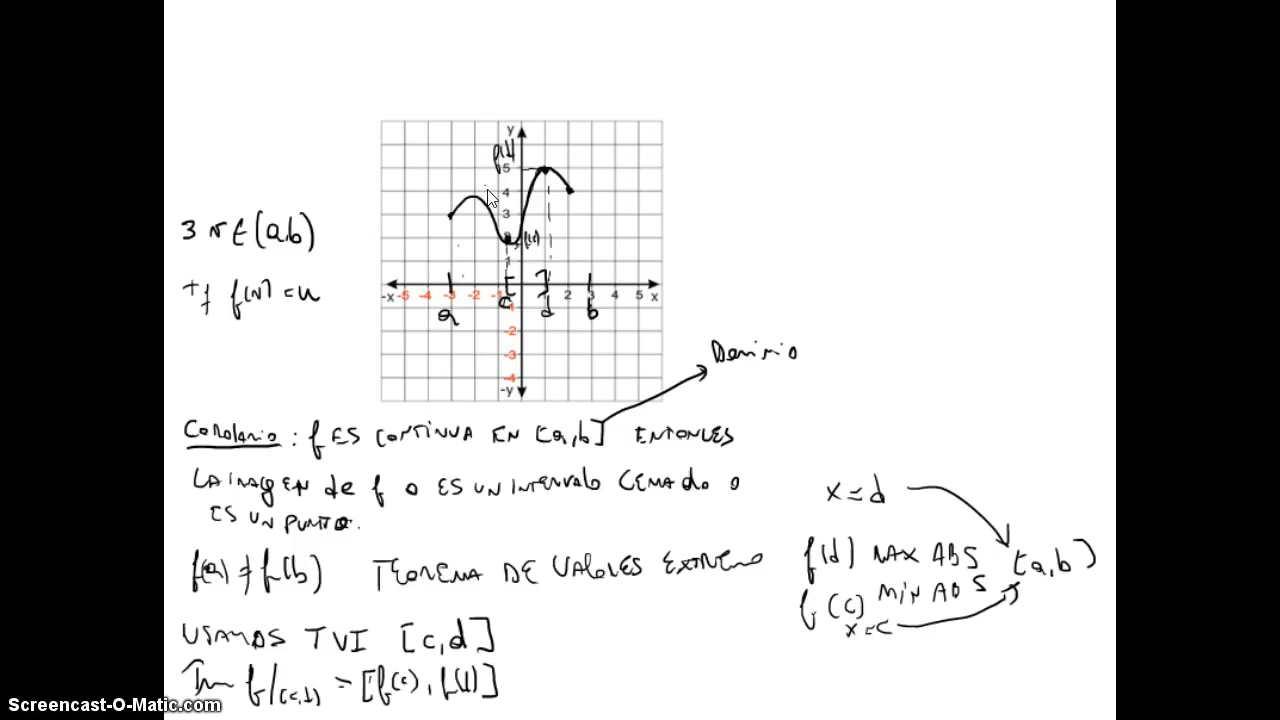 y
f(d)
5
4
3
2
f(c)
1
-x -5 -4 -3 -2 -1 2 3 4 5 x
c d
a b
-1
-2
-3
-4
-y
∃ r ∈ (a,b)
tq f(r) = u
Dominio
Corolario: f ES CONTINUA EN [a,b] ENTONCES
LA IMAGEN de f o ES UN INTERVALO CERRADO o
ES UN PUNTO.
x = d
f(a) ≠ f(b) TEOREMA DE VALORES EXTREMO
f(d) MAX ABS [a,b]
f(c) MIN ABS
x = c
USAMOS TVI [c,d]
Im f/[c,d] = [f(c), f(d)]
Screencast-O-Matic.com